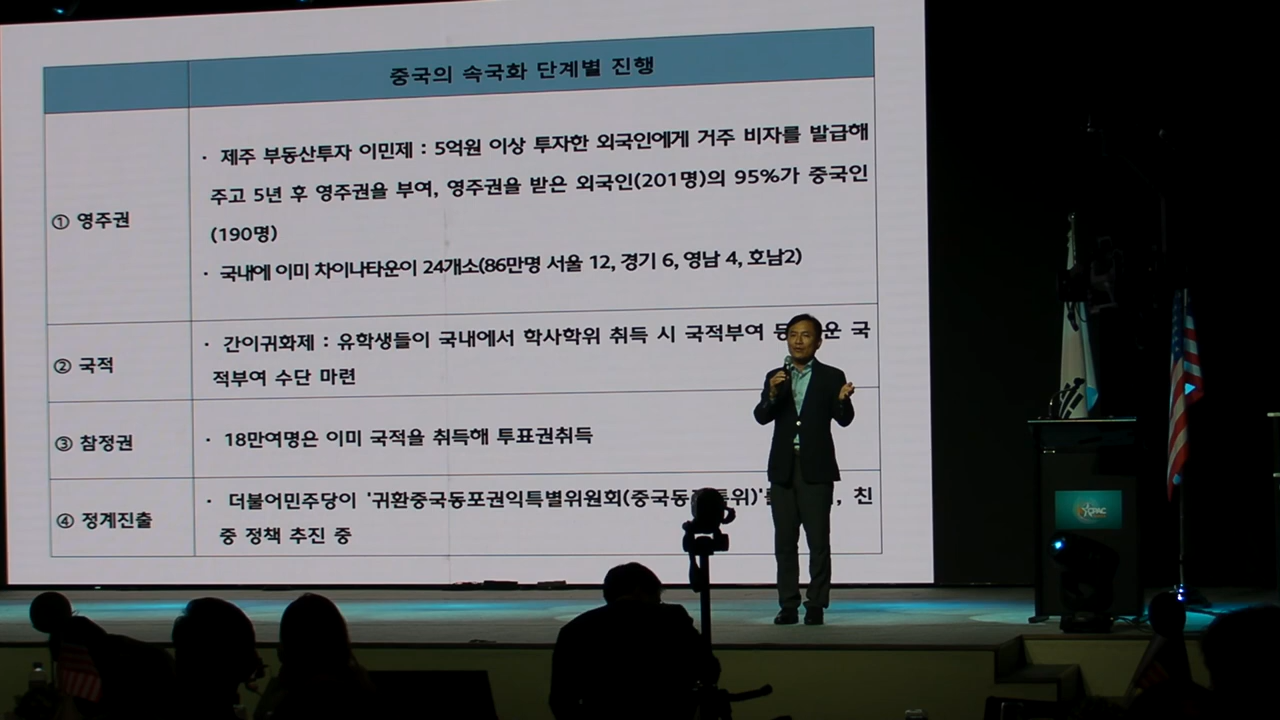 중국의 속국화 단계별 진행
① 영주권
· 제주 부동산투자 이민제 : 5억원 이상 투자한 외국인에게 거주 비자를 발급해
주고 5년 후 영주권을 부여, 영주권을 받은 외국인(201명)의 95%가 중국인
(190명)
· 국내에 이미 차이나타운이 24개소(86만명 서울 12, 경기 6, 영남 4, 호남2)
② 국적
· 간이귀화제 : 유학생들이 국내에서 학사학위 취득 시 국적부여 국
적부여 수단 마련
③ 참정권
· 18만여명은 이미 국적을 취득해 투표권취득
④ 정계진출
· 더불어민주당이 '귀환중국동포권익특별위원회 친
중 정책 추진 중
CPAC